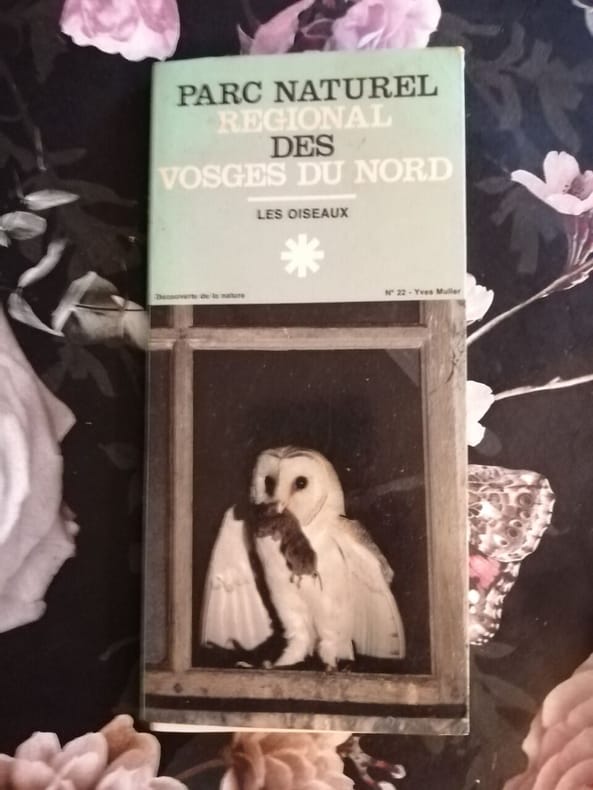 PARC NATUREL
REGIONAL
DES
VOSGES DU NORD
LES OISEAUX
Découverte de la nature
N° 22 - Yves Muller